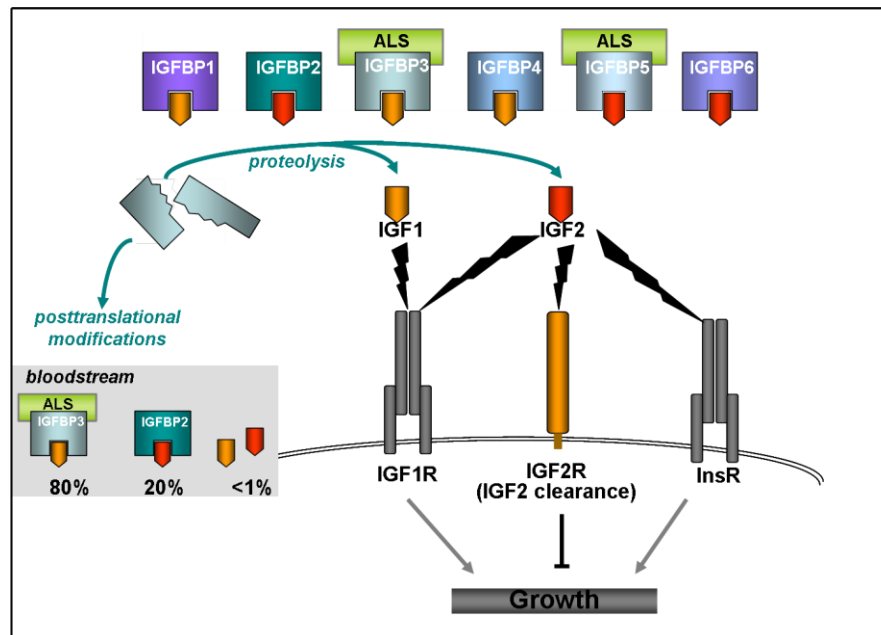 ALS
ALS
IGFBP1
IGFBP2
IGFBP3
IGFBP4
IGFBP5
IGFBP6
proteolysis
IGF1
IGF2
posttranslational
modifications
bloodstream
ALS
IGFBP3
IGFBP2
80%
20%
<1%
IGF1R
IGF2R
(IGF2 clearance)
InsR
Growth